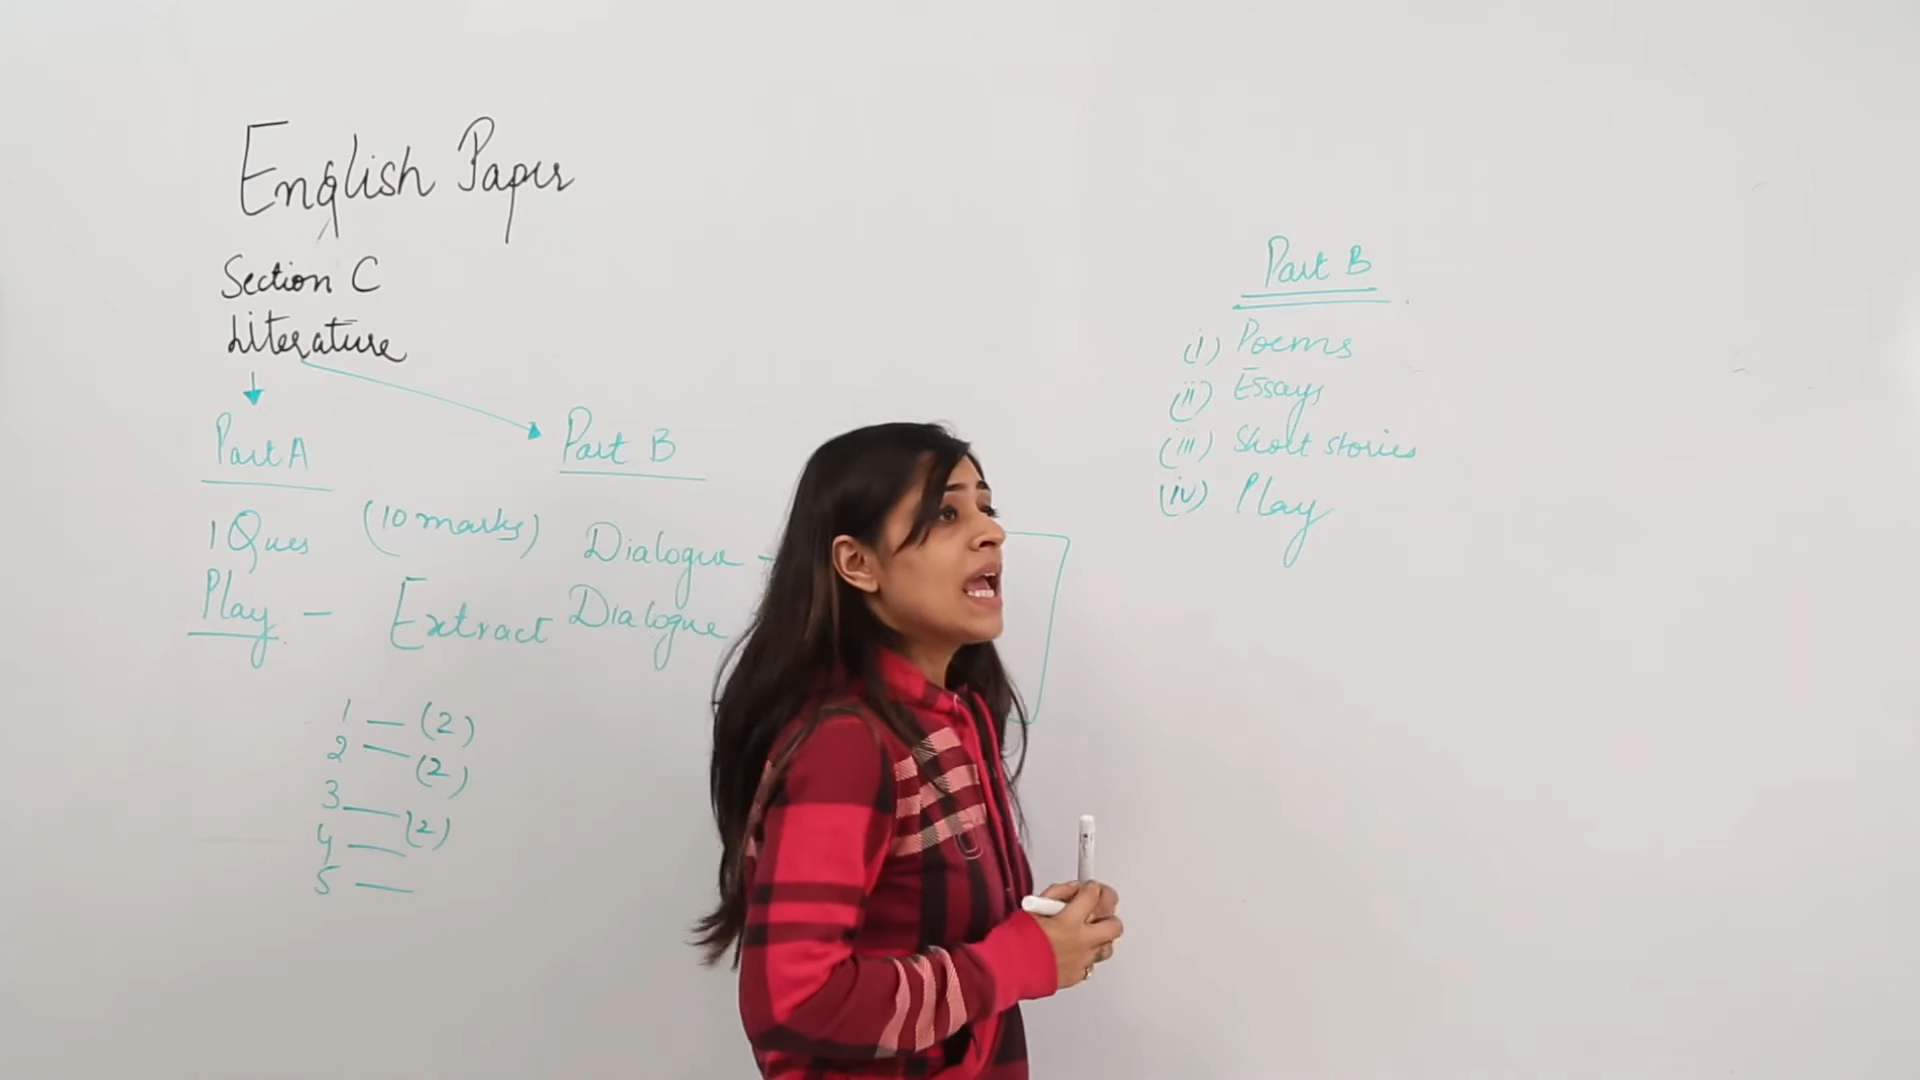 English Paper
Section C
Literature
Part A
Part B
1 Ques (10 marks) Dialogue -
Play - Extract Dialogue
1 — (2)
2 — (2)
3 — (2)
4 —
5 —
Part B
(i) Poems
(ii) Essays
(iii) Short stories
(iv) Play